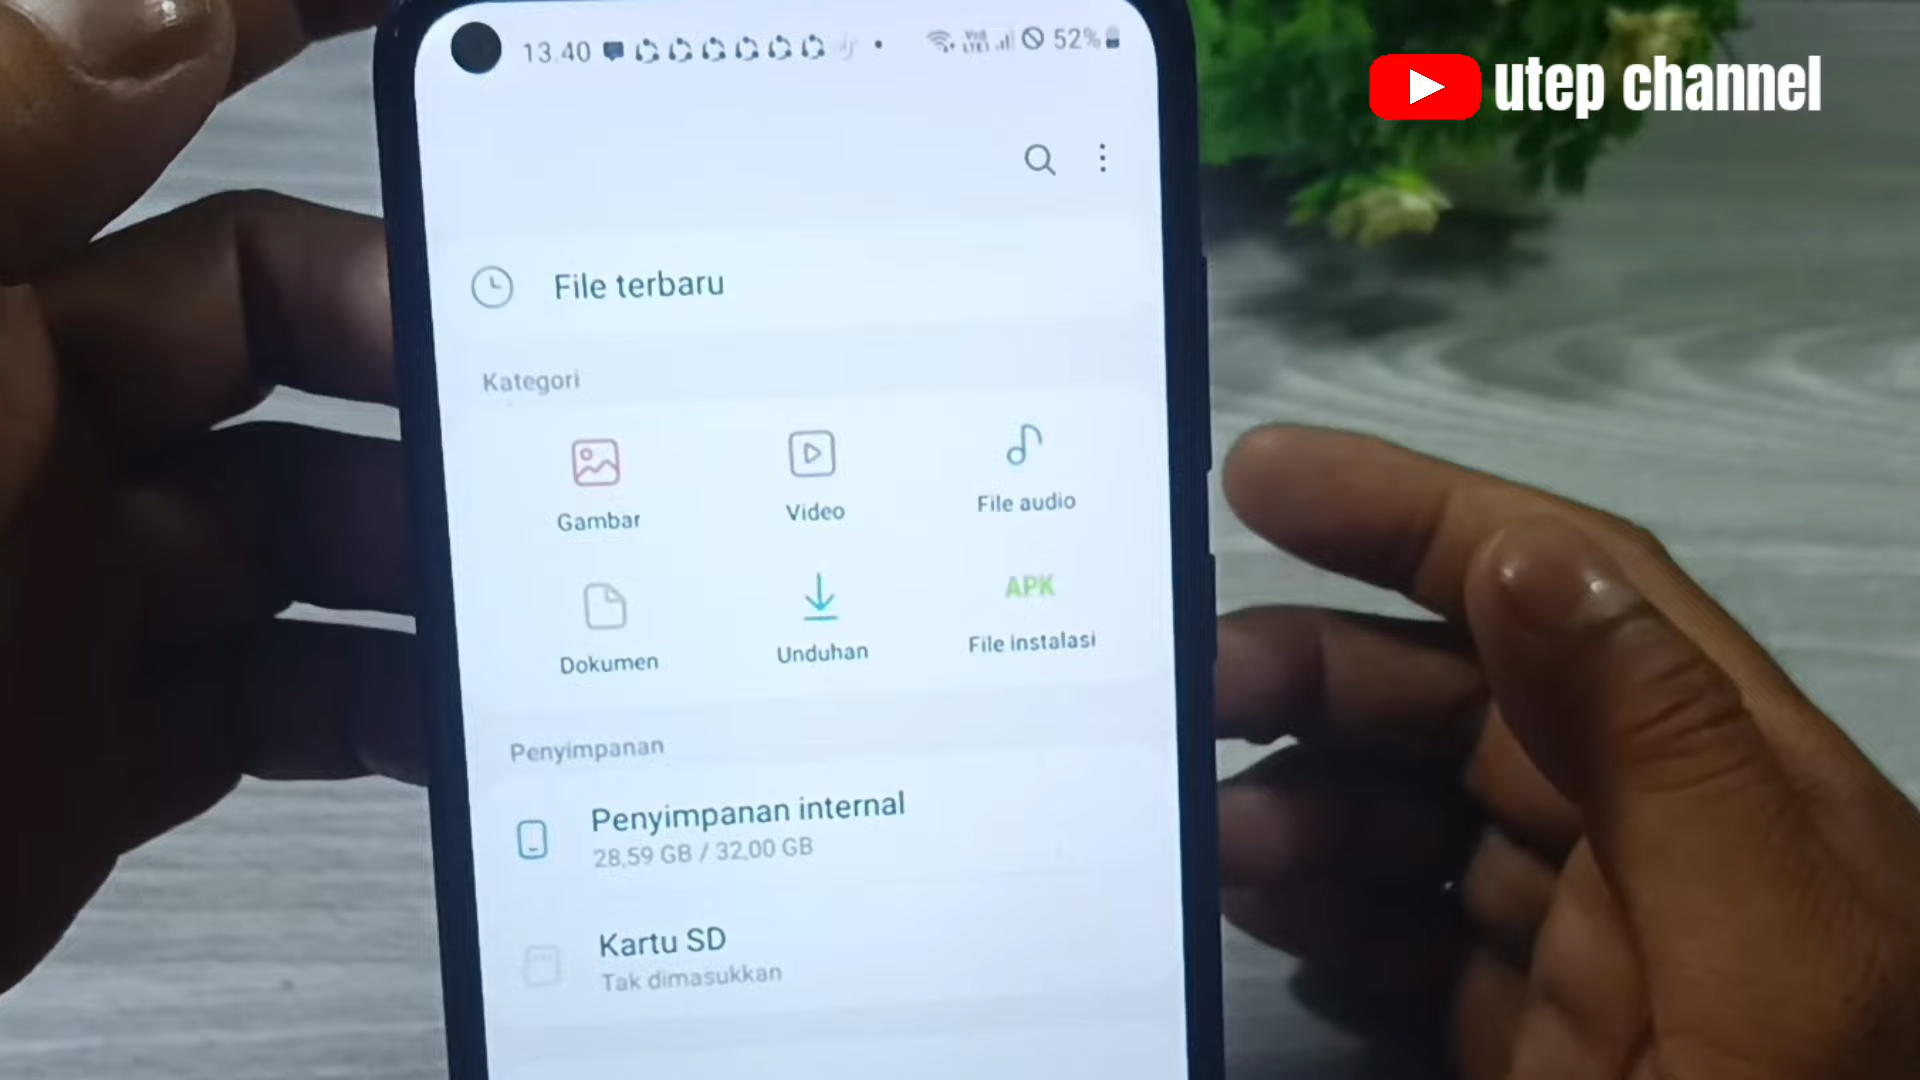 utep channel
13.40
52%
File terbaru
Kategori
Gambar
Video
File audio
Dokumen
Unduhan
APK
File instalasi
Penyimpanan
Penyimpanan internal
28,59 GB / 32,00 GB
Kartu SD
Tak dimasukkan